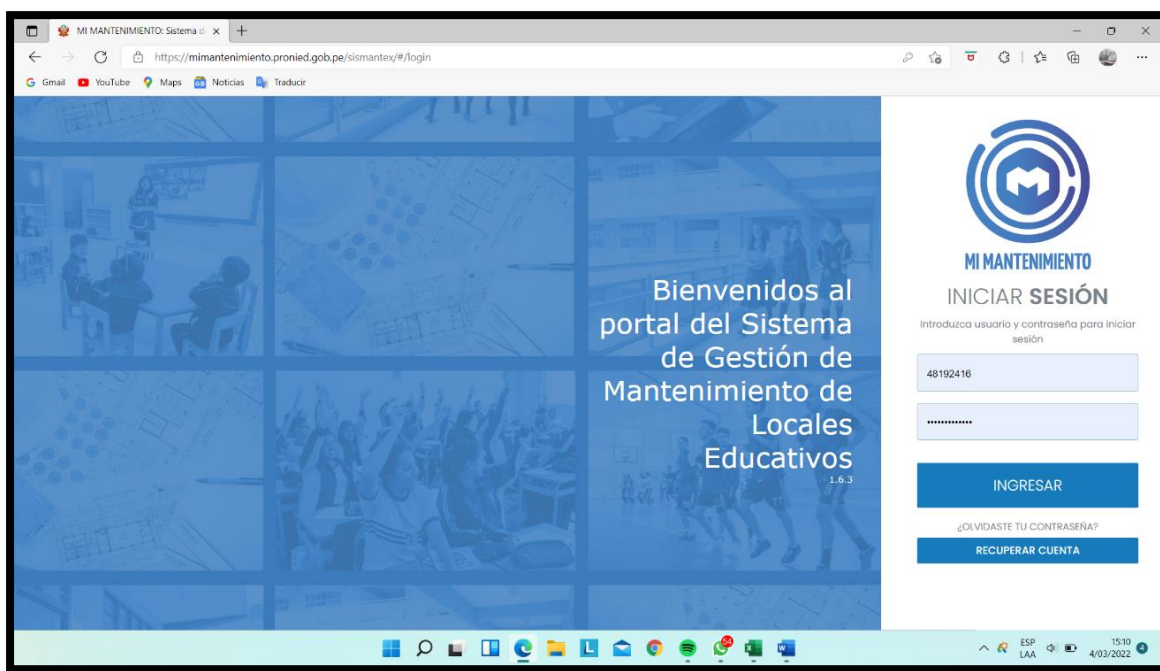 MI MANTENIMIENTO: Sistema d
https://mimantenimiento.pronied.gob.pe/sismantex/#/login
Gmail YouTube Maps Noticias Traducir
MI MANTENIMIENTO
INICIAR SESIÓN
Introduzca usuario y contraseña para iniciar
sesión
48192416
•••••••••••••
INGRESAR
¿OLVIDASTE TU CONTRASEÑA?
RECUPERAR CUENTA
Bienvenidos al
portal del Sistema
de Gestión de
Mantenimiento de
Locales
Educativos
1.6.3
54
ESP
LAA
15:10
4/03/2022
4